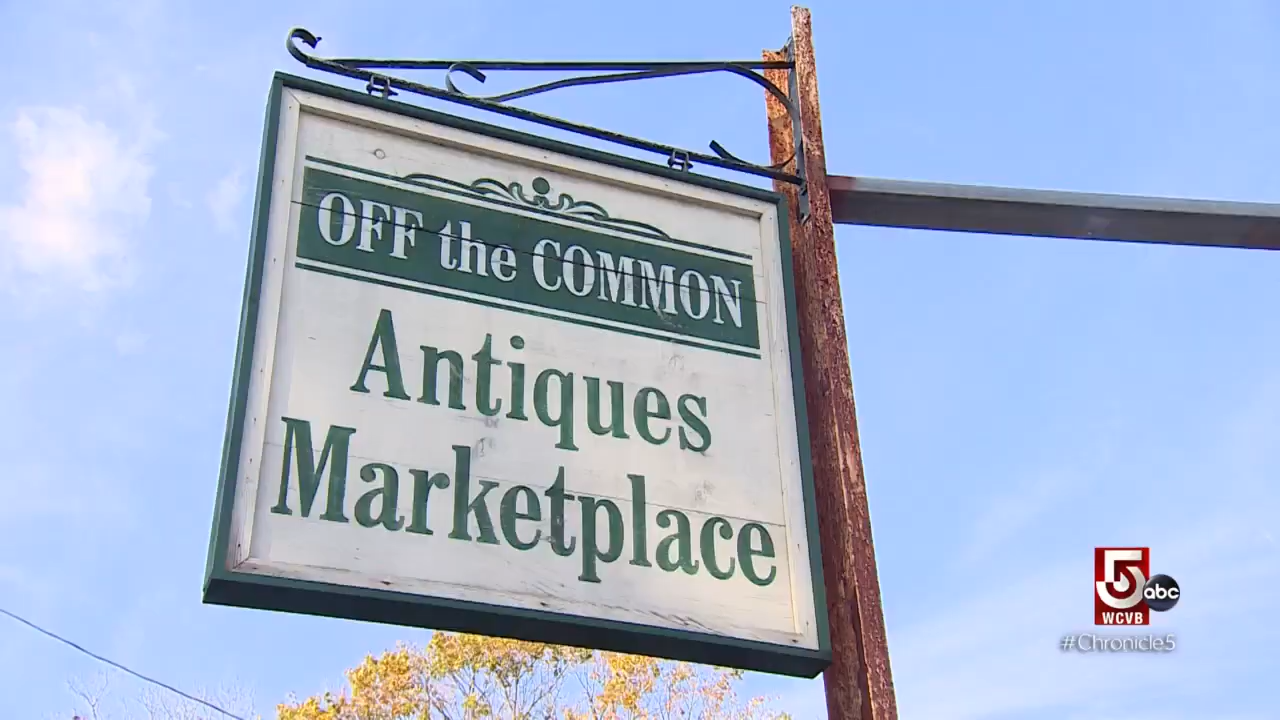 OFF the COMMON
Antiques
Marketplace
5 abc
WCVB
#Chronicle5